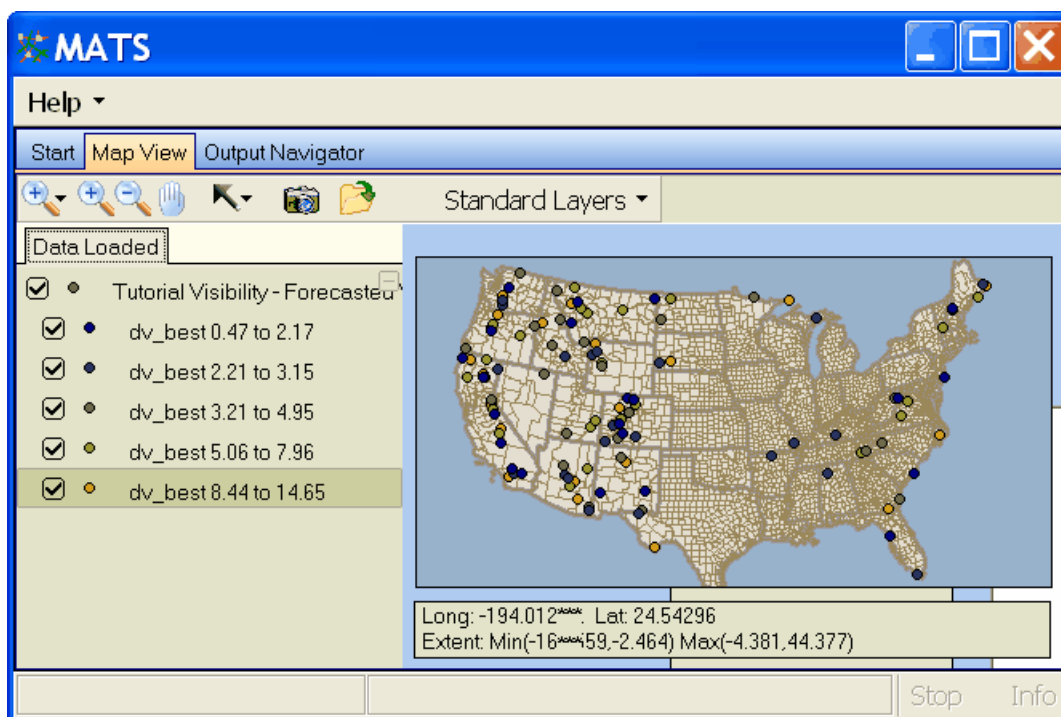 MATS
Help
Start Map View Output Navigator
Standard Layers
Data Loaded
Tutorial Visibility - Forecasted
dv_best 0.47 to 2.17
dv_best 2.21 to 3.15
dv_best 3.21 to 4.95
dv_best 5.06 to 7.96
dv_best 8.44 to 14.65
Long: -194.012***. Lat: 24.54296
Extent: Min(-16***59,-2.464) Max(-4.381,44.377)
Stop Info